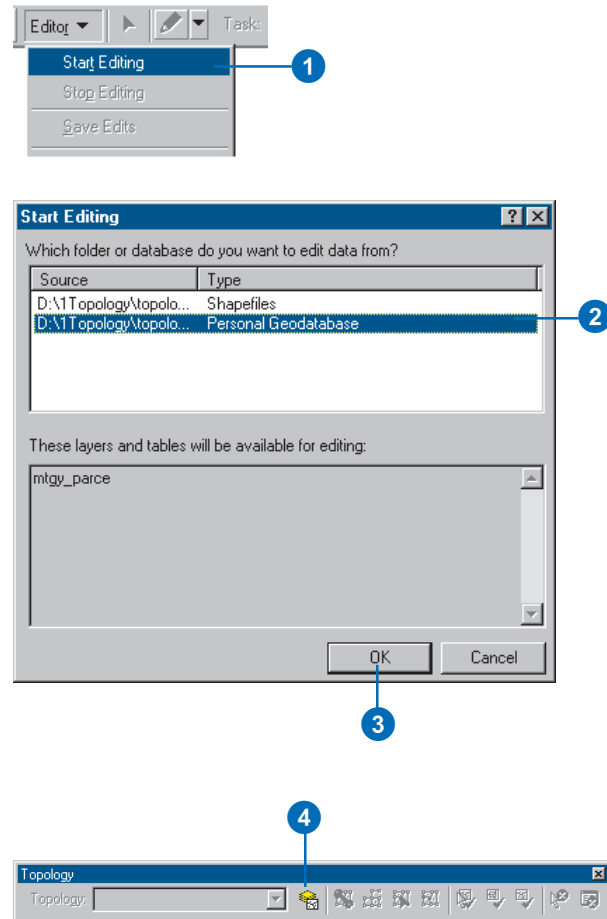 Editor Task:
Start Editing 1
Stop Editing
Save Edits
Start Editing
Which folder or database do you want to edit data from?
Source Type
D:\1Topology\topolo... Shapefiles
D:\1Topology\topolo... Personal Geodatabase 2
These layers and tables will be available for editing:
mtgy_parce
OK Cancel
3
4
Topology
Topology: